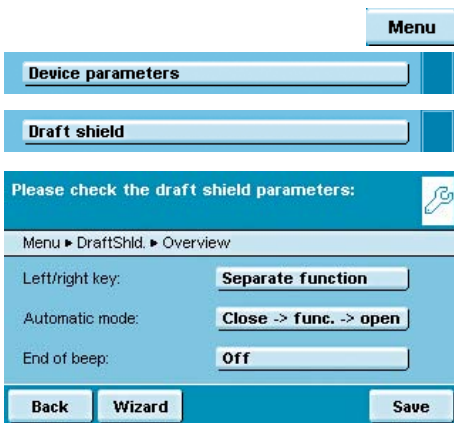 Menu
Device parameters
Draft shield
Please check the draft shield parameters:
Menu ▸ DraftShld. ▸ Overview
Left/right key: Separate function
Automatic mode: Close -> func. -> open
End of beep: Off
Back Wizard Save